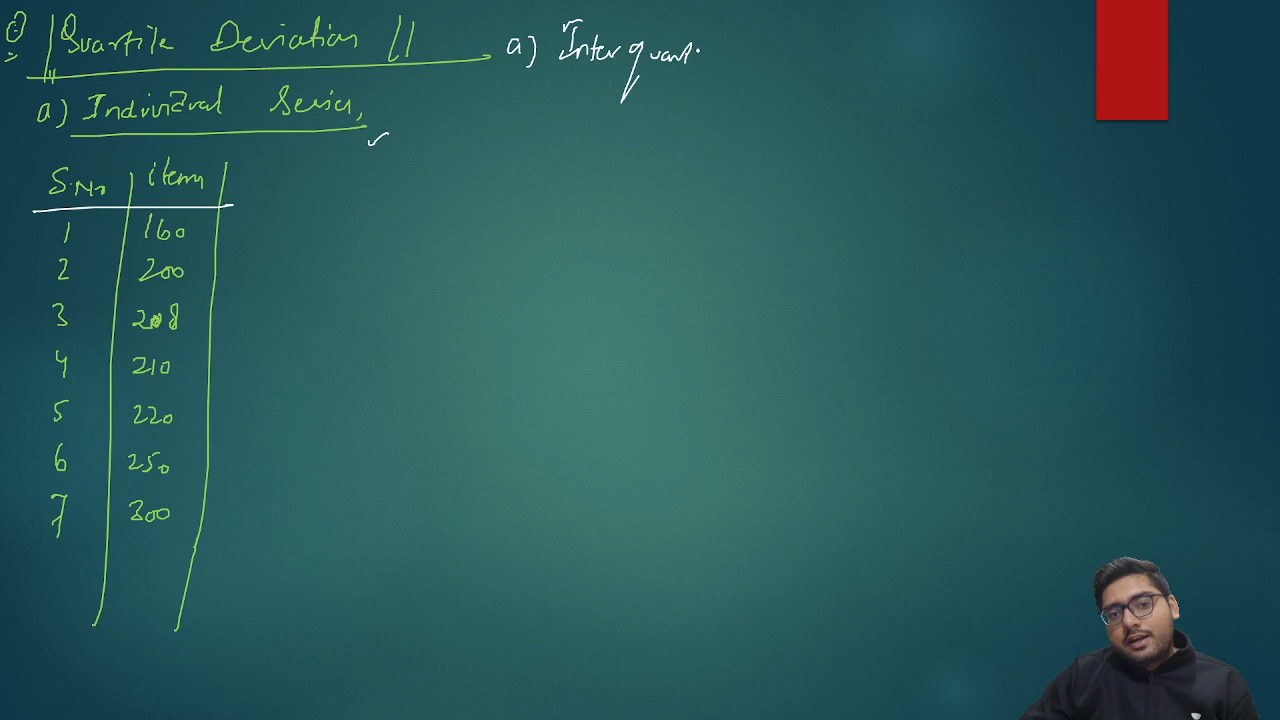 Q Quartile Deviation
a) Individual Series,
a) Inter quart
S.No item
1 160
2 200
3 208
4 210
5 220
6 250
7 300